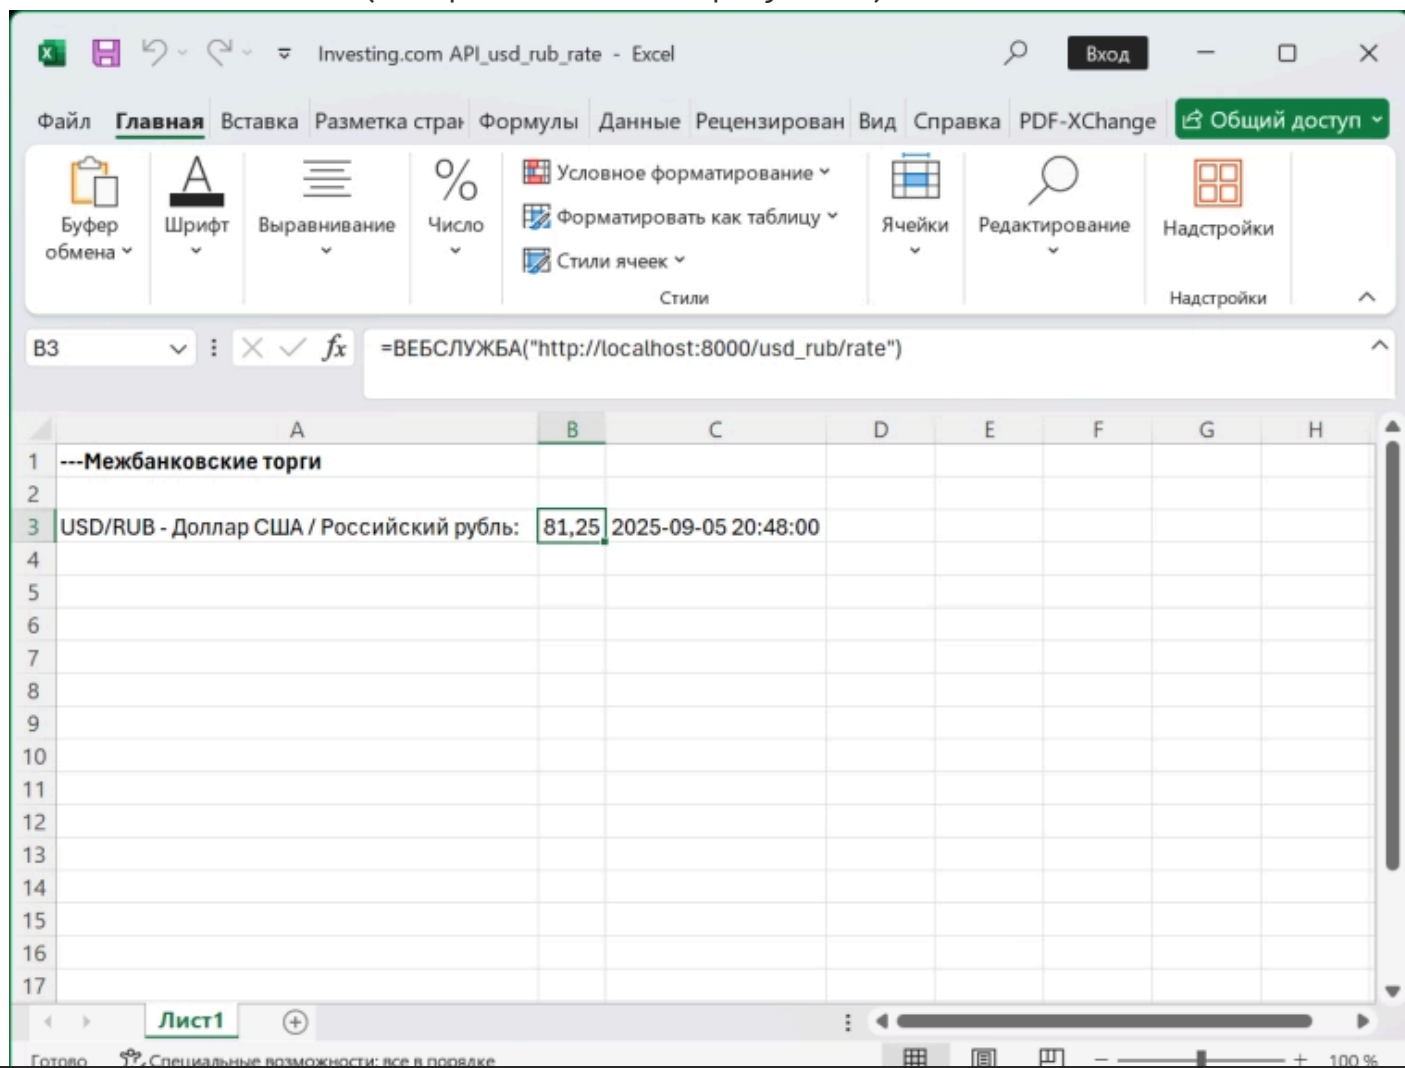 Investing.com API_usd_rub_rate - Excel
Вход
Файл Главная Вставка Разметка стран Формулы Данные Рецензирован Вид Справка PDF-XChange Общий доступ
Буфер обмена
Шрифт
Выравнивание
Число
Условное форматирование
Форматировать как таблицу
Стили ячеек
Стили
Ячейки
Редактирование
Надстройки
Надстройки
B3
fx
=ВЕБСЛУЖБА("http://localhost:8000/usd_rub/rate")
A B C D E F G H
1 ---Межбанковские торги
2
3 USD/RUB - Доллар США / Российский рубль: 81,25 2025-09-05 20:48:00
4
5
6
7
8
9
10
11
12
13
14
15
16
17
Лист1
Готово Специальные возможности: все в порядке 100 %